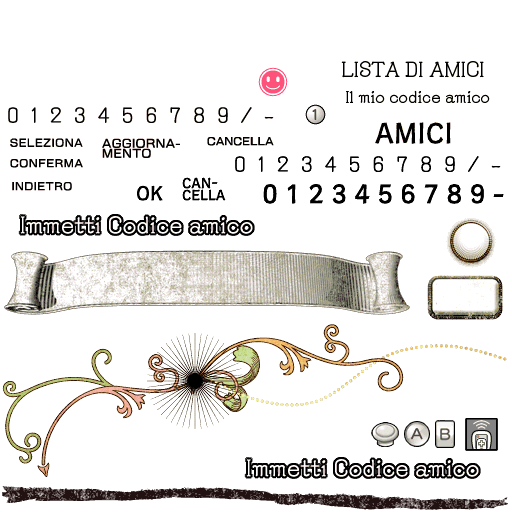 LISTA DI AMICI
Il mio codice amico
0 1 2 3 4 5 6 7 8 9 / -
1
AMICI
SELEZIONA
AGGIORNA-
MENTO
CANCELLA
CONFERMA
0 1 2 3 4 5 6 7 8 9 / -
INDIETRO
OK
CAN-
CELLA
0 1 2 3 4 5 6 7 8 9 -
Immetti Codice amico
A
B
Immetti Codice amico